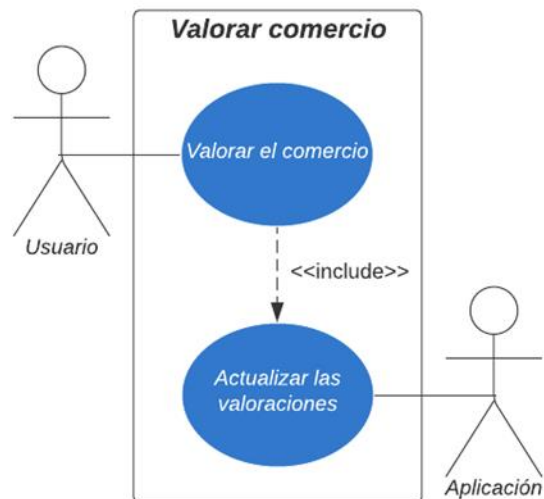 Valorar comercio
Valorar el comercio
Usuario
<<include>>
Actualizar las
valoraciones
Aplicación